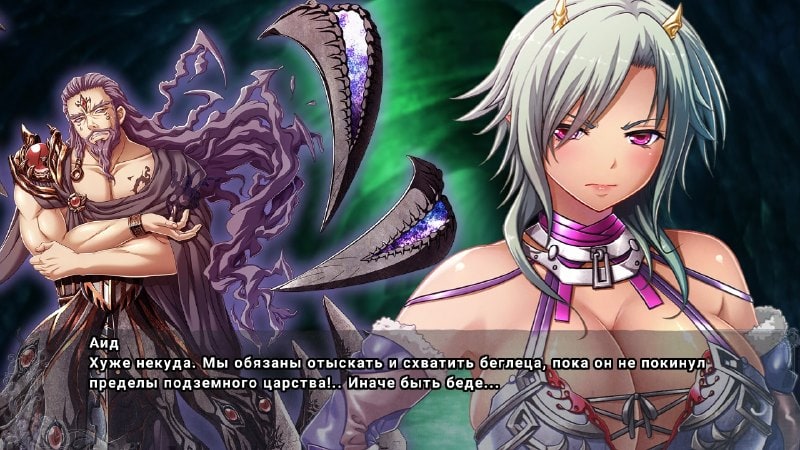 Аид
Хуже некуда. Мы обязаны отыскать и схватить беглеца, пока он не покинул
пределы подземного царства!.. Иначе быть беде...